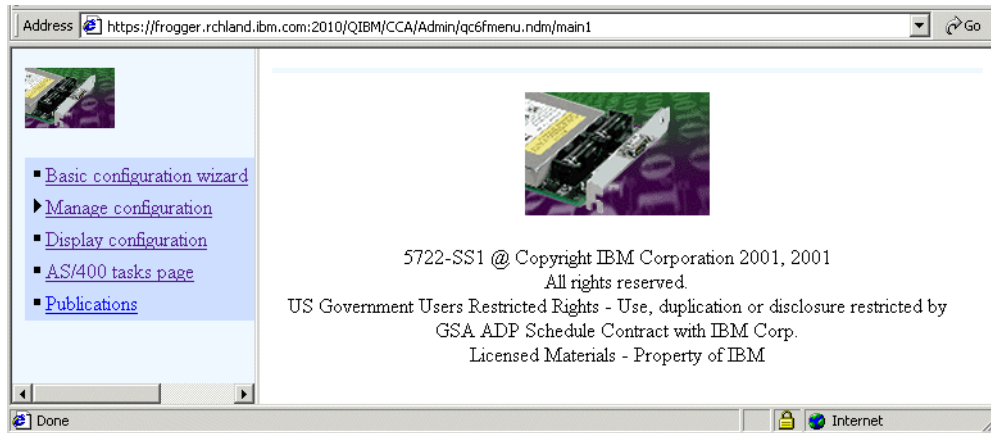 Address https://frogger.rchland.ibm.com:2010/QIBM/CCA/Admin/qc6fmenu.ndm/main1 Go
Basic configuration wizard
Manage configuration
Display configuration
AS/400 tasks page
Publications
5722-SS1 @ Copyright IBM Corporation 2001, 2001
All rights reserved.
US Government Users Restricted Rights - Use, duplication or disclosure restricted by
GSA ADP Schedule Contract with IBM Corp.
Licensed Materials - Property of IBM
Done Internet